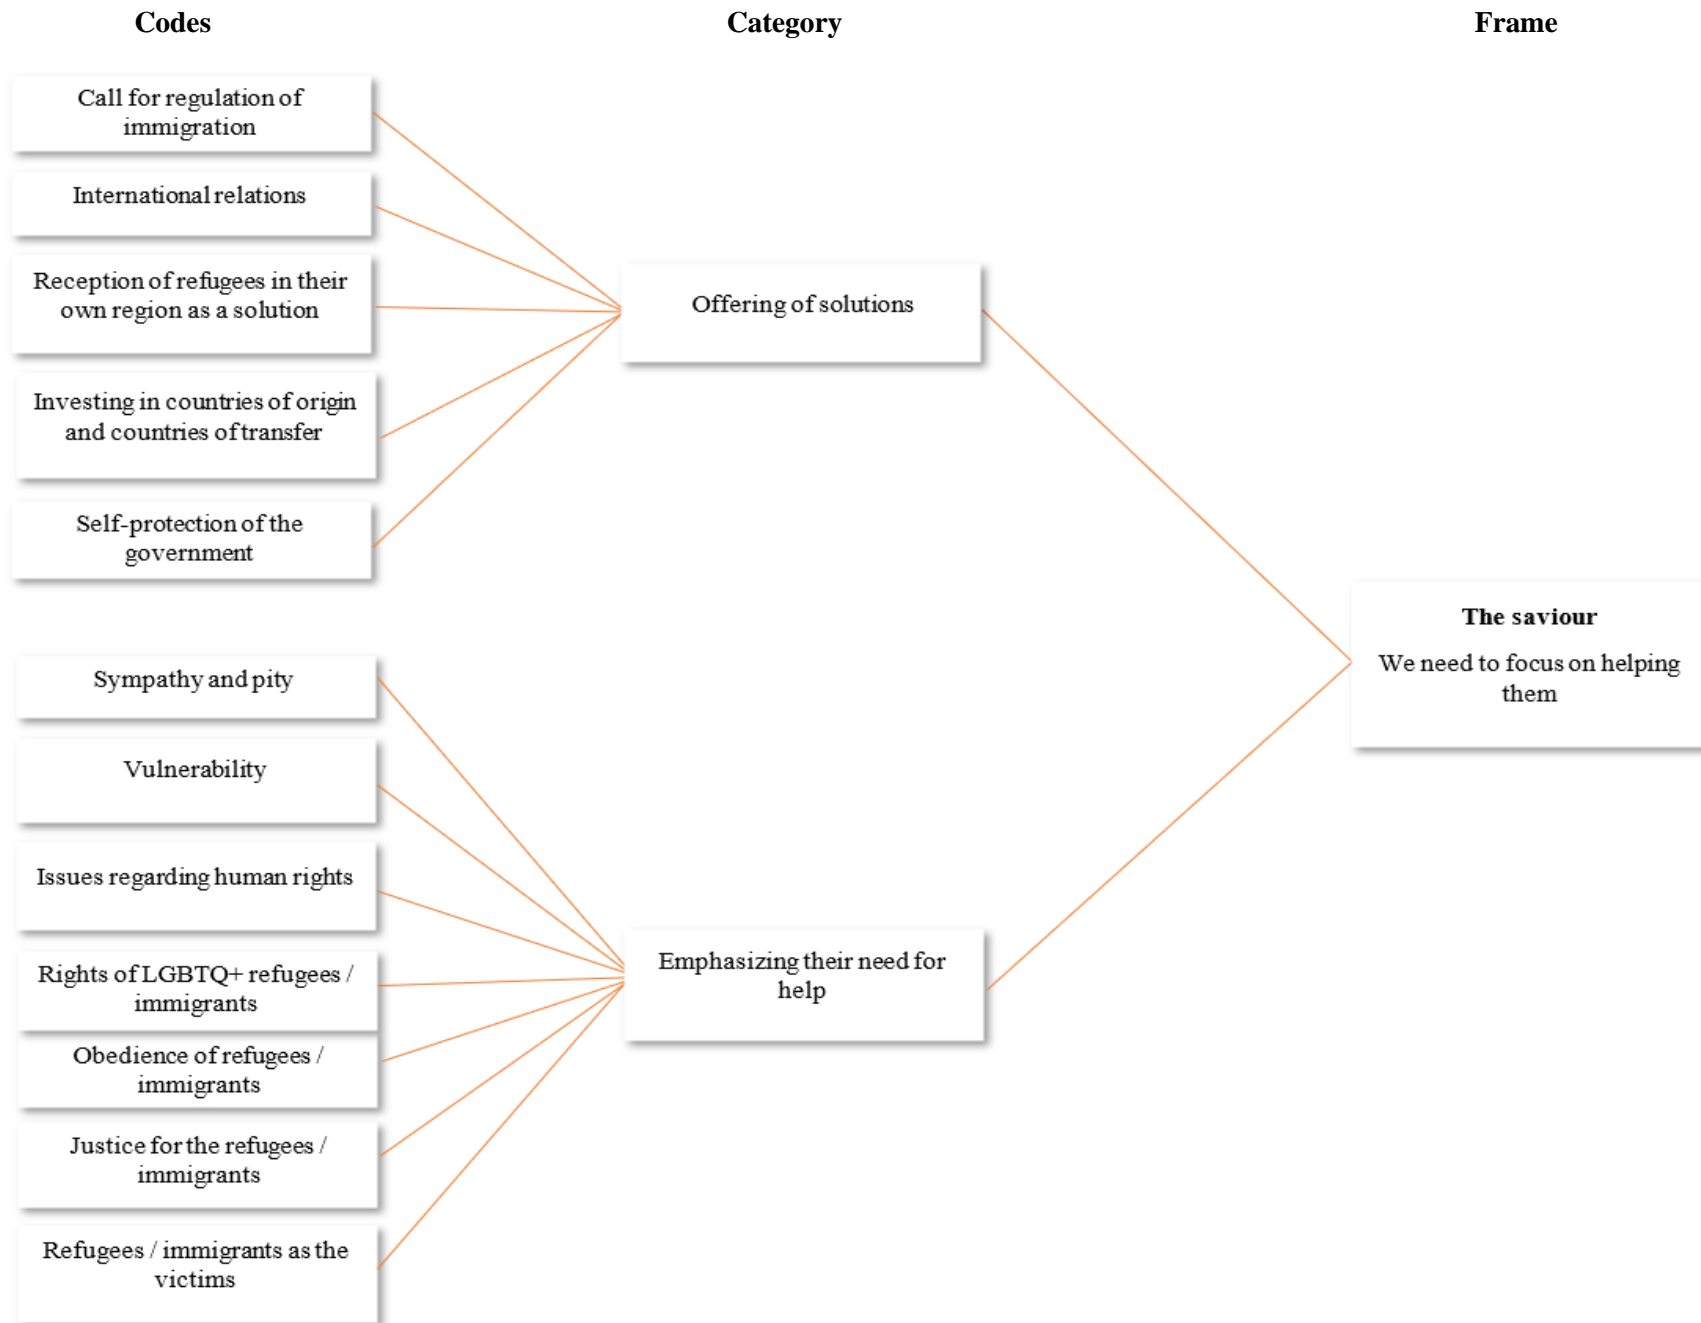 Codes
Category
Frame
Call for regulation of
immigration
International relations
Reception of refugees in their
own region as a solution
Investing in countries of origin
and countries of transfer
Self-protection of the
government
Offering of solutions
Sympathy and pity
Vulnerability
Issues regarding human rights
Rights of LGBTQ+ refugees /
immigrants
Obedience of refugees /
immigrants
Justice for the refugees /
immigrants
Refugees / immigrants as the
victims
Emphasizing their need for
help
The saviour
We need to focus on helping
them